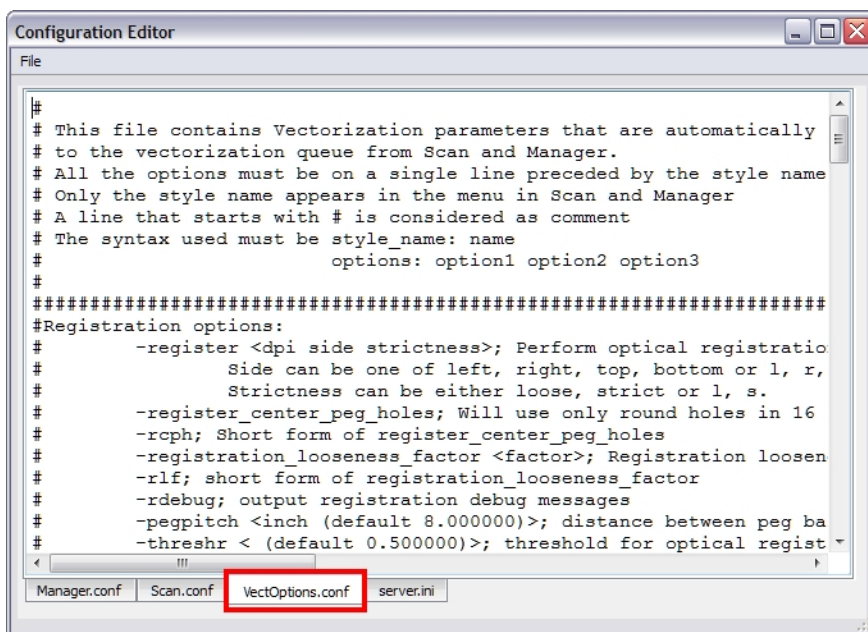 Configuration Editor
File
#
# This file contains Vectorization parameters that are automatically
# to the vectorization queue from Scan and Manager.
# All the options must be on a single line preceded by the style name
# Only the style name appears in the menu in Scan and Manager
# A line that starts with # is considered as comment
# The syntax used must be style_name: name
# options: option1 option2 option3
#
#####################################################################
#Registration options:
# -register <dpi side strictness>; Perform optical registratio
# Side can be one of left, right, top, bottom or l, r,
# Strictness can be either loose, strict or l, s.
# -register_center_peg_holes; Will use only round holes in 16
# -rcph; Short form of register_center_peg_holes
# -registration_looseness_factor <factor>; Registration loosen
# -rlf; short form of registration_looseness_factor
# -rdebug; output registration debug messages
# -pegpitch <inch (default 8.000000)>; distance between peg ba
# -threshr < (default 0.500000)>; threshold for optical regist
Manager.conf Scan.conf VectOptions.conf server.ini